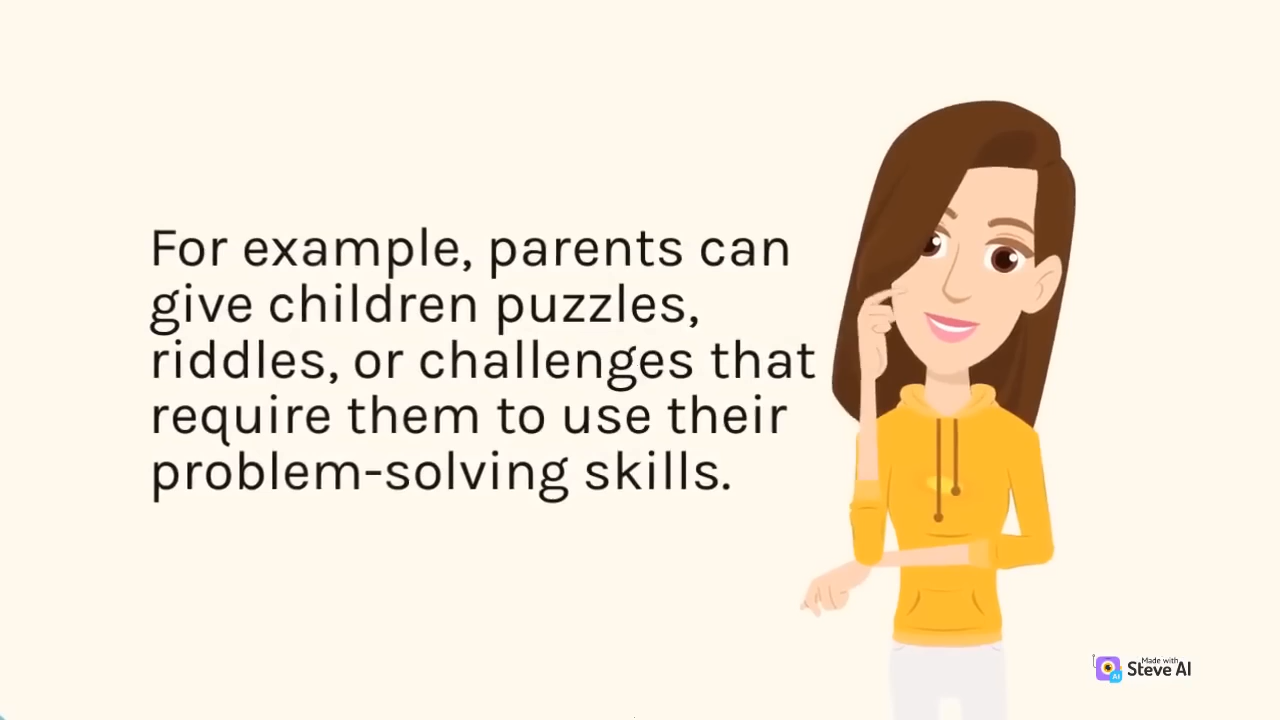 For example, parents can
give children puzzles,
riddles, or challenges that
require them to use their
problem-solving skills.
Made with
Steve AI
AI